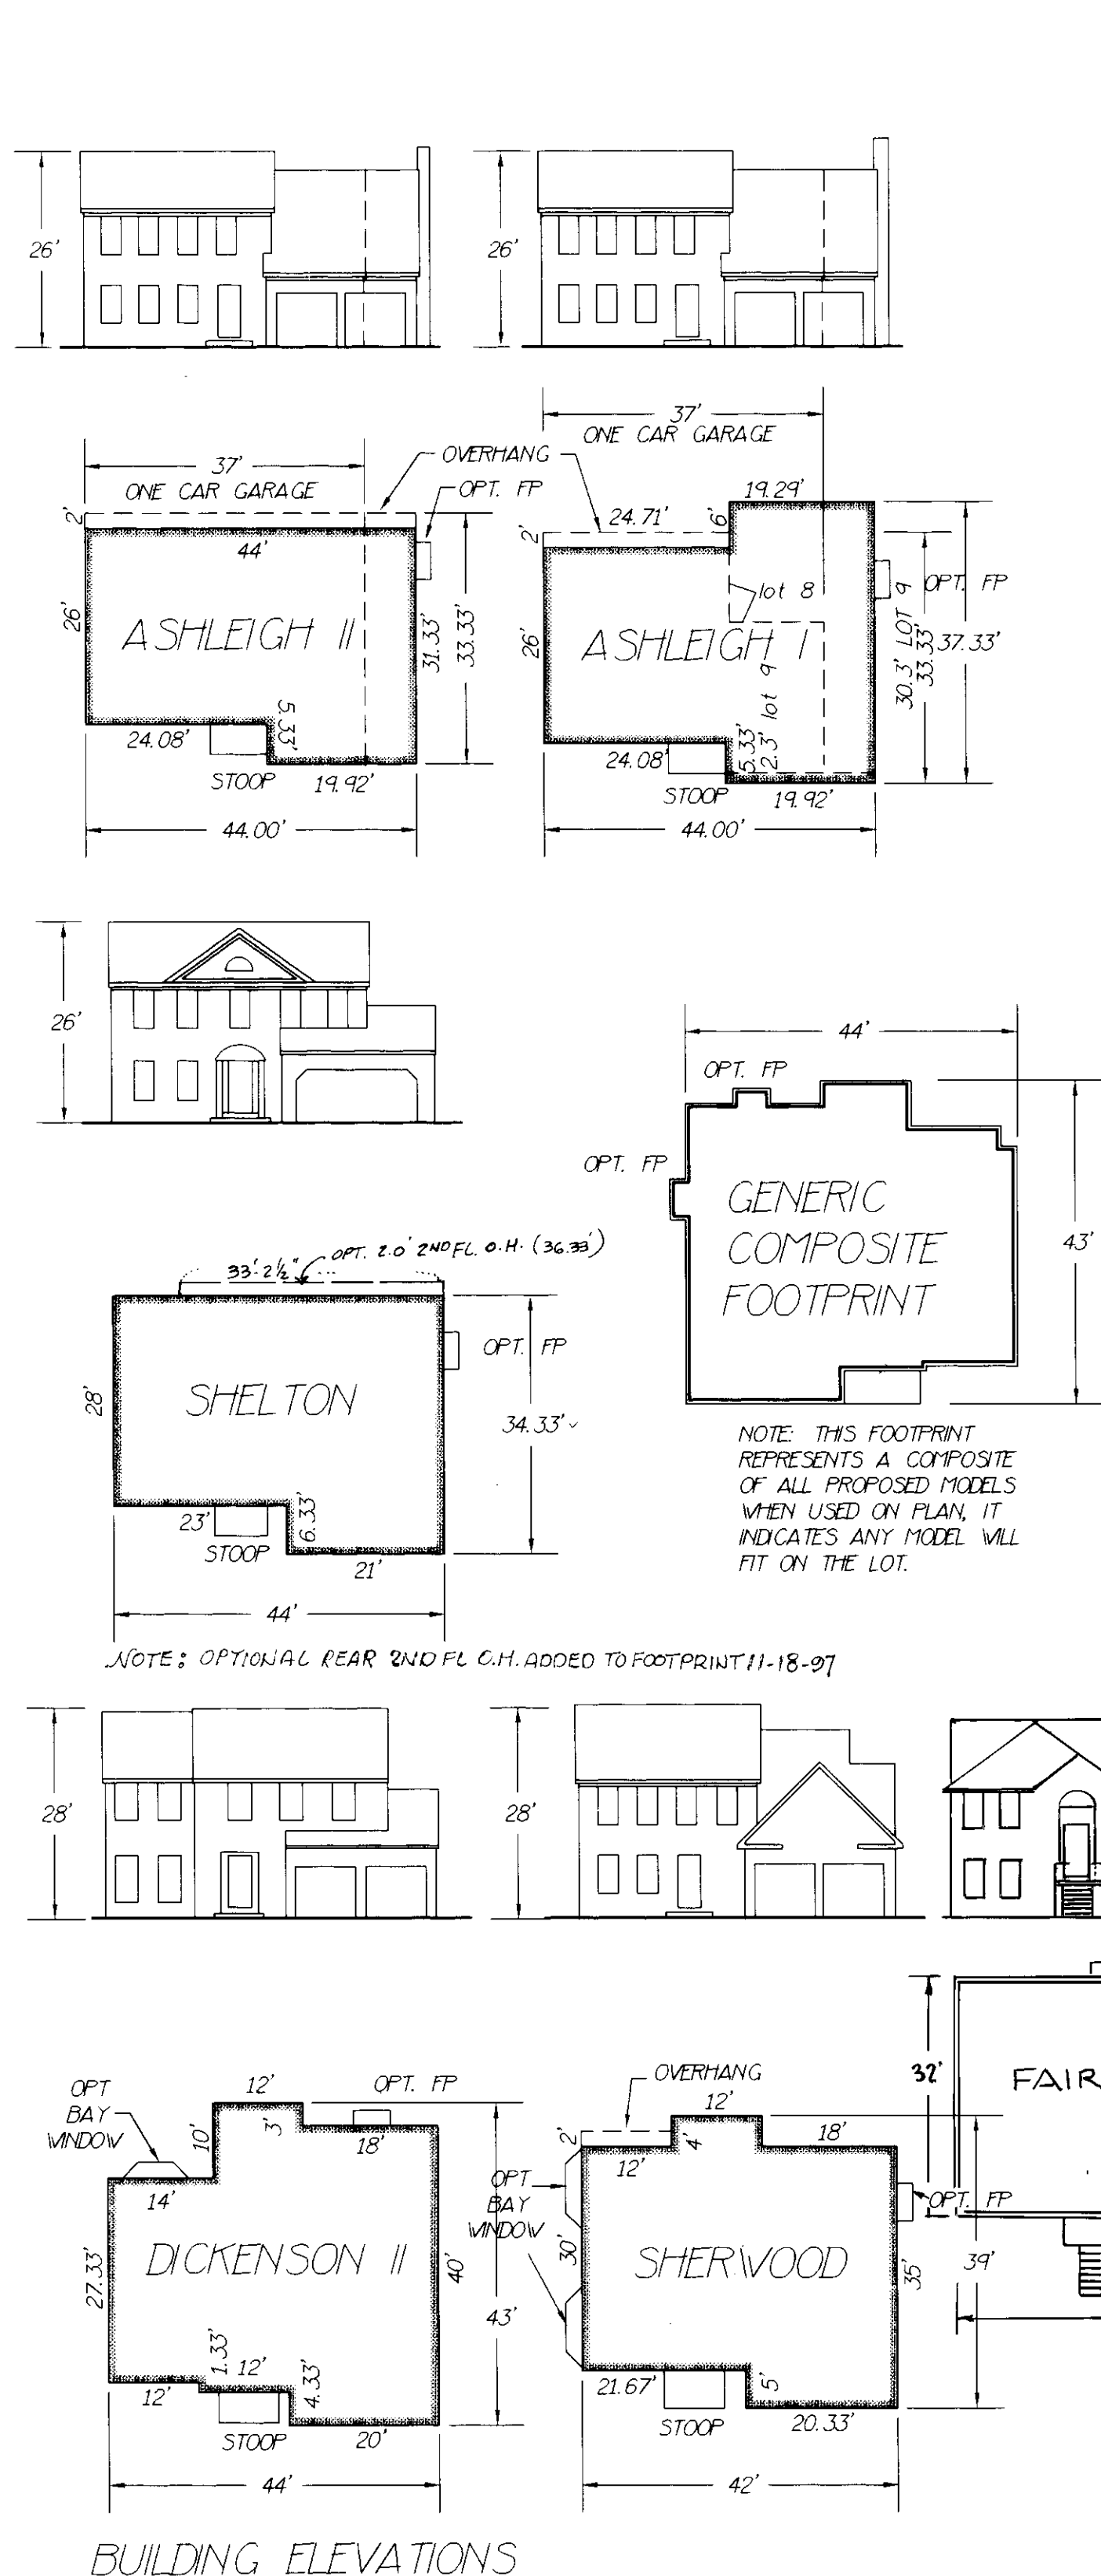 26'
26'
37'
ONE CAR GARAGE
OVERHANG
37'
ONE CAR GARAGE
OPT. FP
2'
44'
26'
ASHLEIGH II
31.33'
33.33'
5.33'
24.08'
STOOP
19.92'
44.00'
19.29'
24.71'
6'
2'
lot 8
OPT. FP
26'
ASHLEIGH I
30.3' LOT 9
33.33'
37.33'
lot 9
5.33'
2.3'
24.08'
STOOP
19.92'
44.00'
26'
44'
OPT. FP
OPT. FP
GENERIC
COMPOSITE
FOOTPRINT
43'
NOTE: THIS FOOTPRINT
REPRESENTS A COMPOSITE
OF ALL PROPOSED MODELS
WHEN USED ON PLAN, IT
INDICATES ANY MODEL WILL
FIT ON THE LOT.
OPT. 2.0' 2ND FL. O.H. (36.33')
33'-2½"
OPT. FP
28'
SHELTON
34.33'
6.33'
23'
STOOP
21'
44'
NOTE: OPTIONAL REAR 2ND FL O.H. ADDED TO FOOTPRINT 11-18-97
28'
28'
OPT
BAY
WINDOW
12'
OPT. FP
10'
3'
18'
14'
27.33'
DICKENSON II
40'
43'
1.33'
12'
4.33'
12'
STOOP
20'
44'
OVERHANG
12'
2'
4'
18'
12'
OPT
BAY
WINDOW
OPT. FP
30'
SHERWOOD
35'
39'
21.67'
5'
STOOP
20.33'
42'
32'
FAIR
BUILDING ELEVATIONS